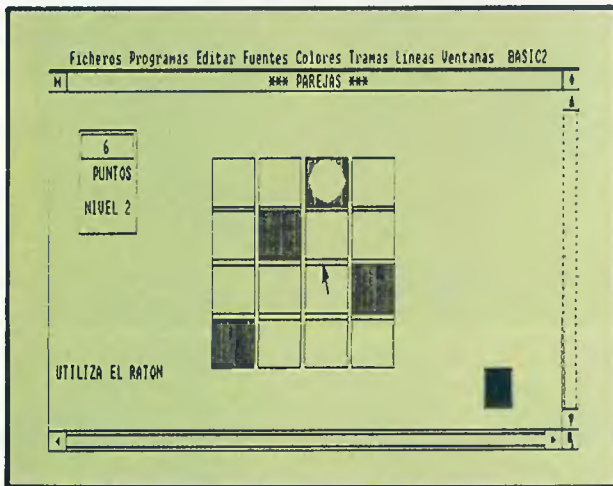 Ficheros Programas Editar Fuentes Colores Tramas Lineas Ventanas BASIC2
*** PAREJAS ***
6
PUNTOS
NIVEL 2
UTILIZA EL RATON